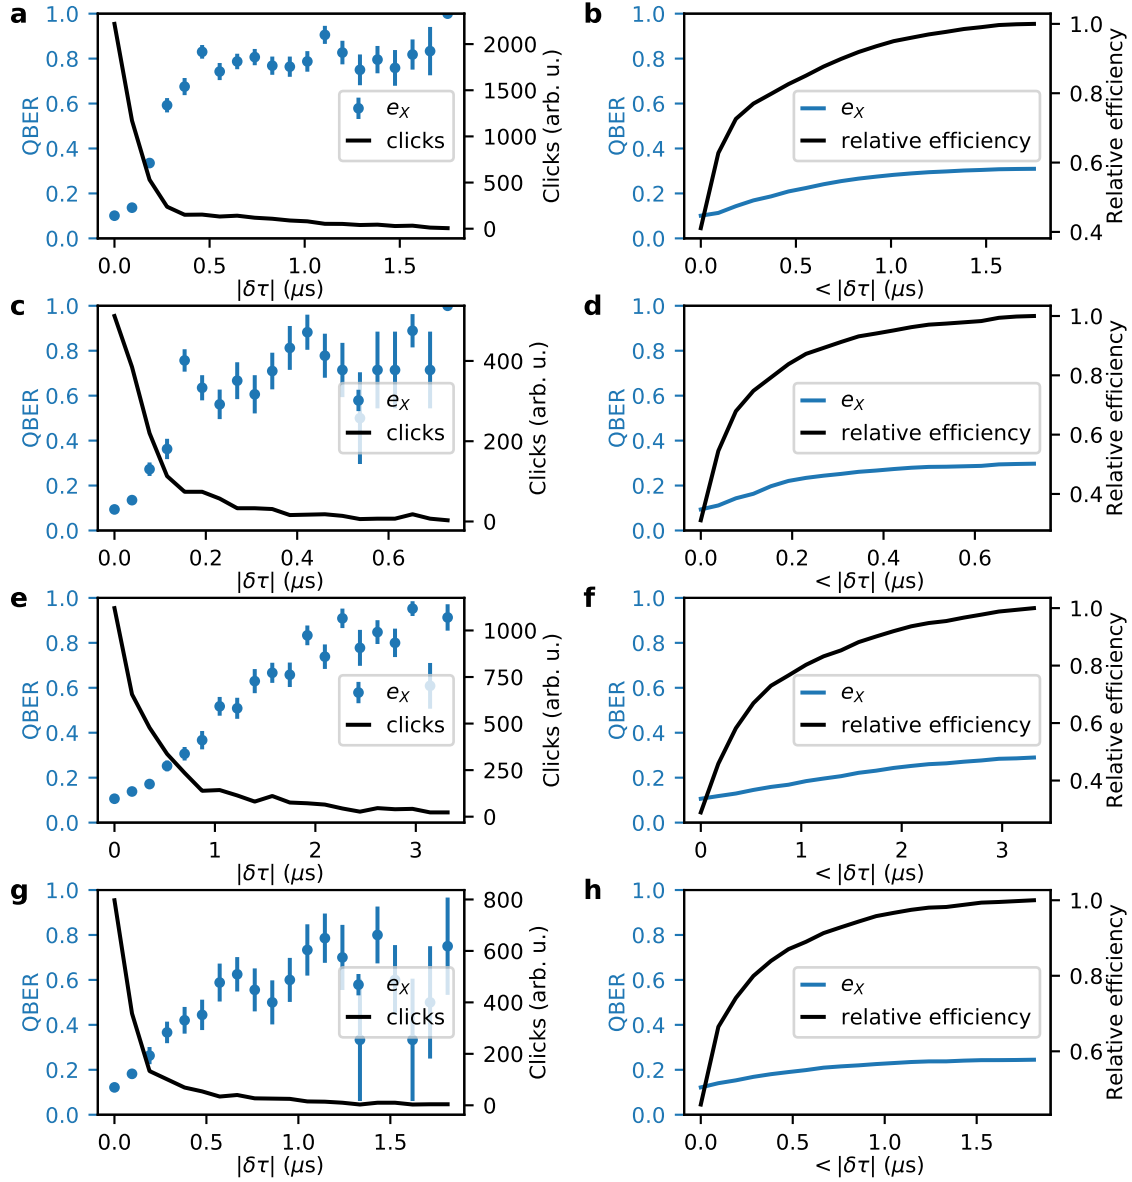 a
1.0
0.8
0.6
0.4
0.2
0.0
QBER
0.0 0.5 1.0 1.5
|δτ| (μs)
2000
1500
1000
500
0
Clicks (arb. u.)
e_X
clicks
b
1.0
0.8
0.6
0.4
0.2
0.0
QBER
0.0 0.5 1.0 1.5
< |δτ| (μs)
1.0
0.8
0.6
0.4
Relative efficiency
e_X
relative efficiency
c
1.0
0.8
0.6
0.4
0.2
0.0
QBER
0.0 0.2 0.4 0.6
|δτ| (μs)
400
200
0
Clicks (arb. u.)
e_X
clicks
d
1.0
0.8
0.6
0.4
0.2
0.0
QBER
0.0 0.2 0.4 0.6
< |δτ| (μs)
1.0
0.8
0.6
0.4
Relative efficiency
e_X
relative efficiency
e
1.0
0.8
0.6
0.4
0.2
0.0
QBER
0 1 2 3
|δτ| (μs)
1000
750
500
250
0
Clicks (arb. u.)
e_X
clicks
f
1.0
0.8
0.6
0.4
0.2
0.0
QBER
0 1 2 3
< |δτ| (μs)
1.0
0.8
0.6
0.4
Relative efficiency
e_X
relative efficiency
g
1.0
0.8
0.6
0.4
0.2
0.0
QBER
0.0 0.5 1.0 1.5
|δτ| (μs)
800
600
400
200
0
Clicks (arb. u.)
e_X
clicks
h
1.0
0.8
0.6
0.4
0.2
0.0
QBER
0.0 0.5 1.0 1.5
< |δτ| (μs)
1.0
0.8
0.6
Relative efficiency
e_X
relative efficiency